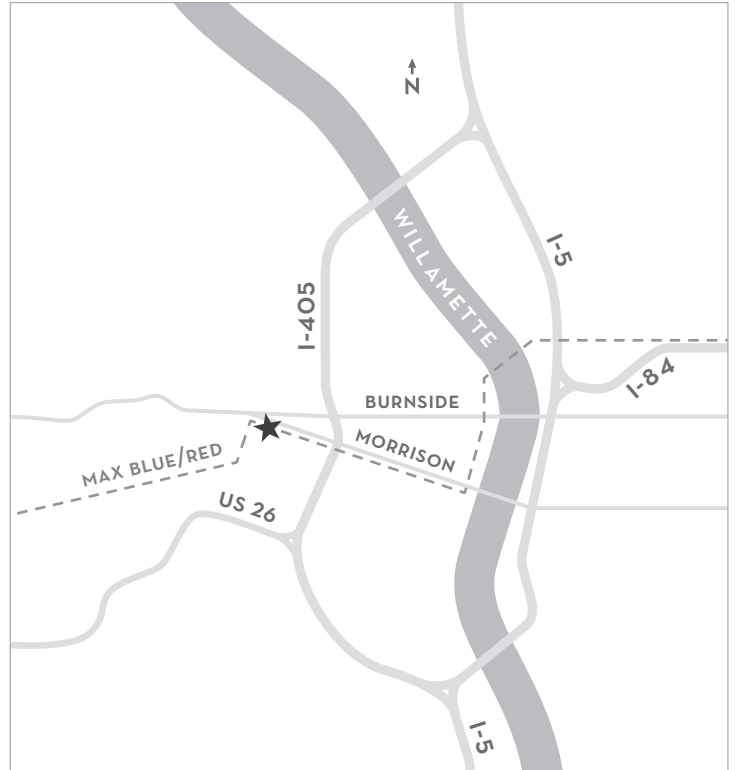 N
WILLAMETTE
I-5
I-405
I-84
BURNSIDE
MORRISON
MAX BLUE/RED
US 26
I-5